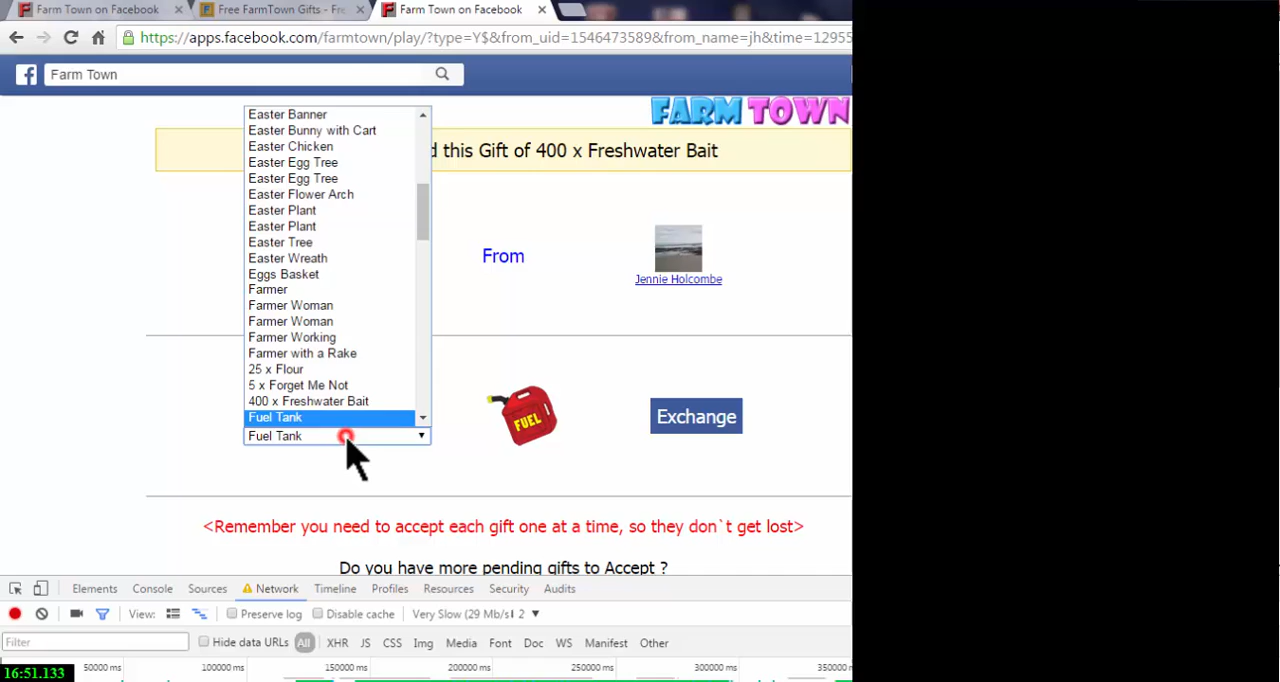 Farm Town on Facebook
Free FarmTown Gifts - Fre
Farm Town on Facebook
https://apps.facebook.com/farmtown/play/?type=Y$&from_uid=1546473589&from_name=jh&time=12955
Farm Town
FARM TOWN
d this Gift of 400 x Freshwater Bait
Easter Banner
Easter Bunny with Cart
Easter Chicken
Easter Egg Tree
Easter Egg Tree
Easter Flower Arch
Easter Plant
Easter Plant
Easter Tree
Easter Wreath
Eggs Basket
Farmer
Farmer Woman
Farmer Woman
Farmer Working
Farmer with a Rake
25 x Flour
5 x Forget Me Not
400 x Freshwater Bait
Fuel Tank
Fuel Tank
From
Jennie Holcombe
FUEL
Exchange
<Remember you need to accept each gift one at a time, so they don`t get lost>
Do you have more pending gifts to Accept ?
Elements Console Sources Network Timeline Profiles Resources Security Audits
View: Preserve log Disable cache Very Slow (29 Mb/s 2
Filter Hide data URLs All XHR JS CSS Img Media Font Doc WS Manifest Other
50000 ms 100000 ms 150000 ms 200000 ms 250000 ms 300000 ms 350000 m
16:51.133